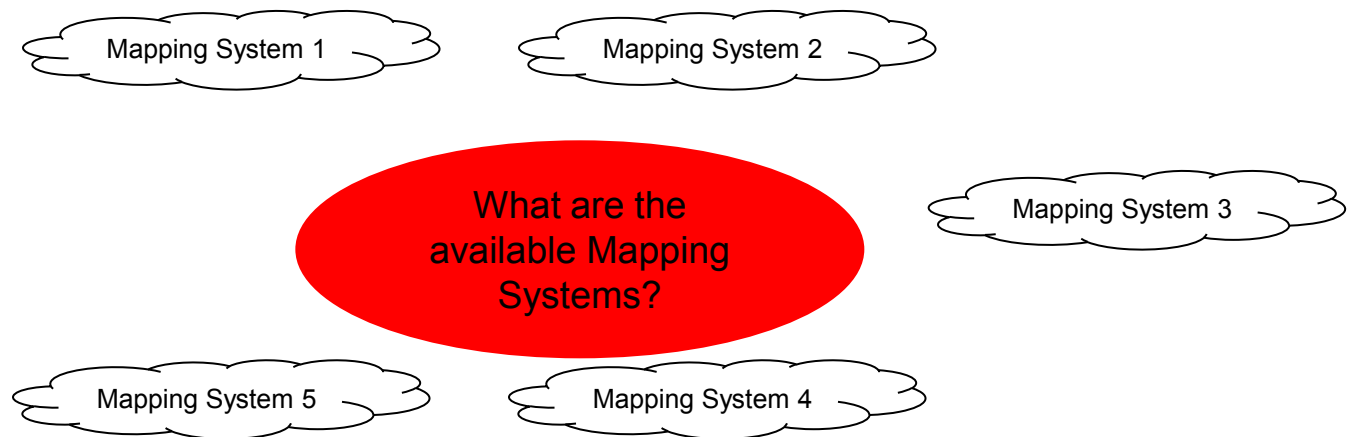 Mapping System 1
Mapping System 2
Mapping System 3
What are the
available Mapping
Systems?
Mapping System 5
Mapping System 4